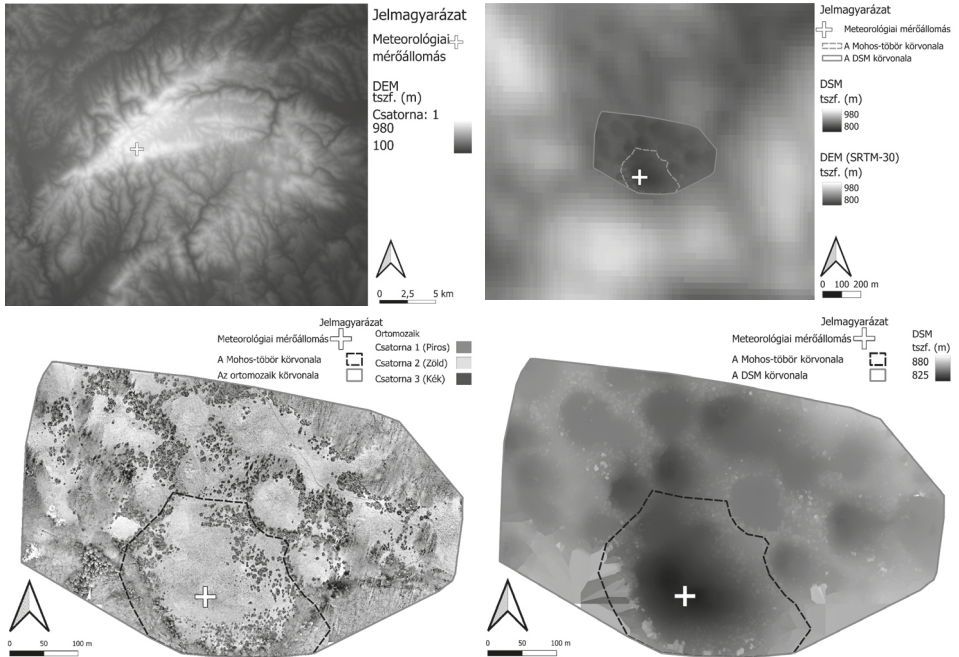 Jelmagyarázat
Meteorológiai
mérőállomás
DEM
tszf. (m)
Csatorna: 1
980
100
0 2,5 5 km
Jelmagyarázat
Meteorológiai mérőállomás
A Mohos-töbör körvonala
A DSM körvonala
DSM
tszf. (m)
980
800
DEM (SRTM-30)
tszf. (m)
980
800
0 100 200 m
Jelmagyarázat
Meteorológiai mérőállomás
A Mohos-töbör körvonala
Az ortomozaik körvonala
Ortomozaik
Csatorna 1 (Piros)
Csatorna 2 (Zöld)
Csatorna 3 (Kék)
0 50 100 m
Jelmagyarázat
Meteorológiai mérőállomás
A Mohos-töbör körvonala
A DSM körvonala
DSM
tszf. (m)
880
825
0 50 100 m